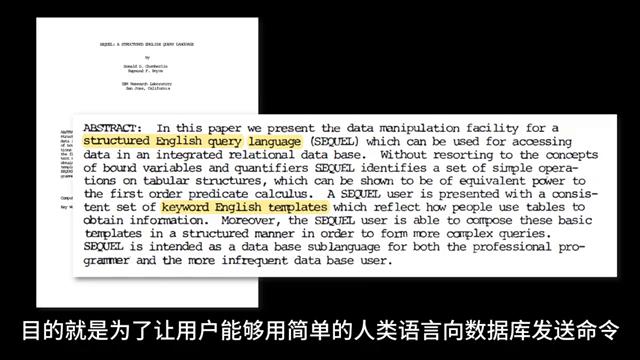 SEQUEL: A STRUCTURED ENGLISH QUERY LANGUAGE
by
Donald D. Chamberlin
Raymond F. Boyce
IBM Research Laboratory
San Jose, California
ABSTRACT: In this paper we present the data manipulation facility for a
structured English query language (SEQUEL) which can be used for accessing
data in an integrated relational data base. Without resorting to the concepts
of bound variables and quantifiers SEQUEL identifies a set of simple opera-
tions on tabular structures, which can be shown to be of equivalent power to
the first order predicate calculus. A SEQUEL user is presented with a consis-
tent set of keyword English templates which reflect how people use tables to
obtain information. Moreover, the SEQUEL user is able to compose these basic
templates in a structured manner in order to form more complex queries.
SEQUEL is intended as a data base sublanguage for both the professional pro-
grammer and the more infrequent data base user.
目的就是为了让用户能够用简单的人类语言向数据库发送命令